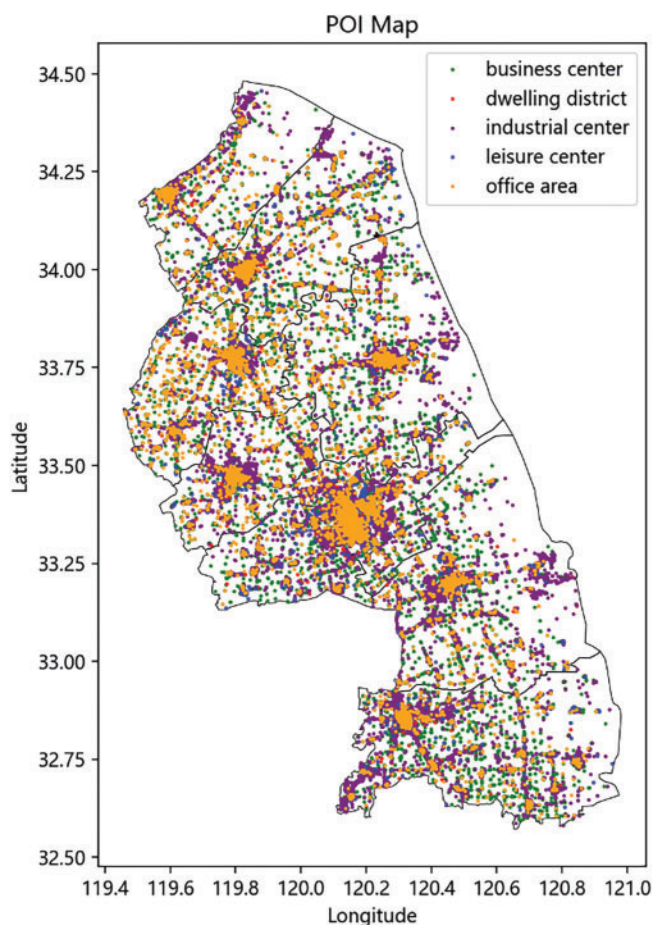 POI Map
business center
dwelling district
industrial center
leisure center
office area
34.50
34.25
34.00
33.75
33.50
33.25
33.00
32.75
32.50
Latitude
119.4 119.6 119.8 120.0 120.2 120.4 120.6 120.8 121.0
Longitude